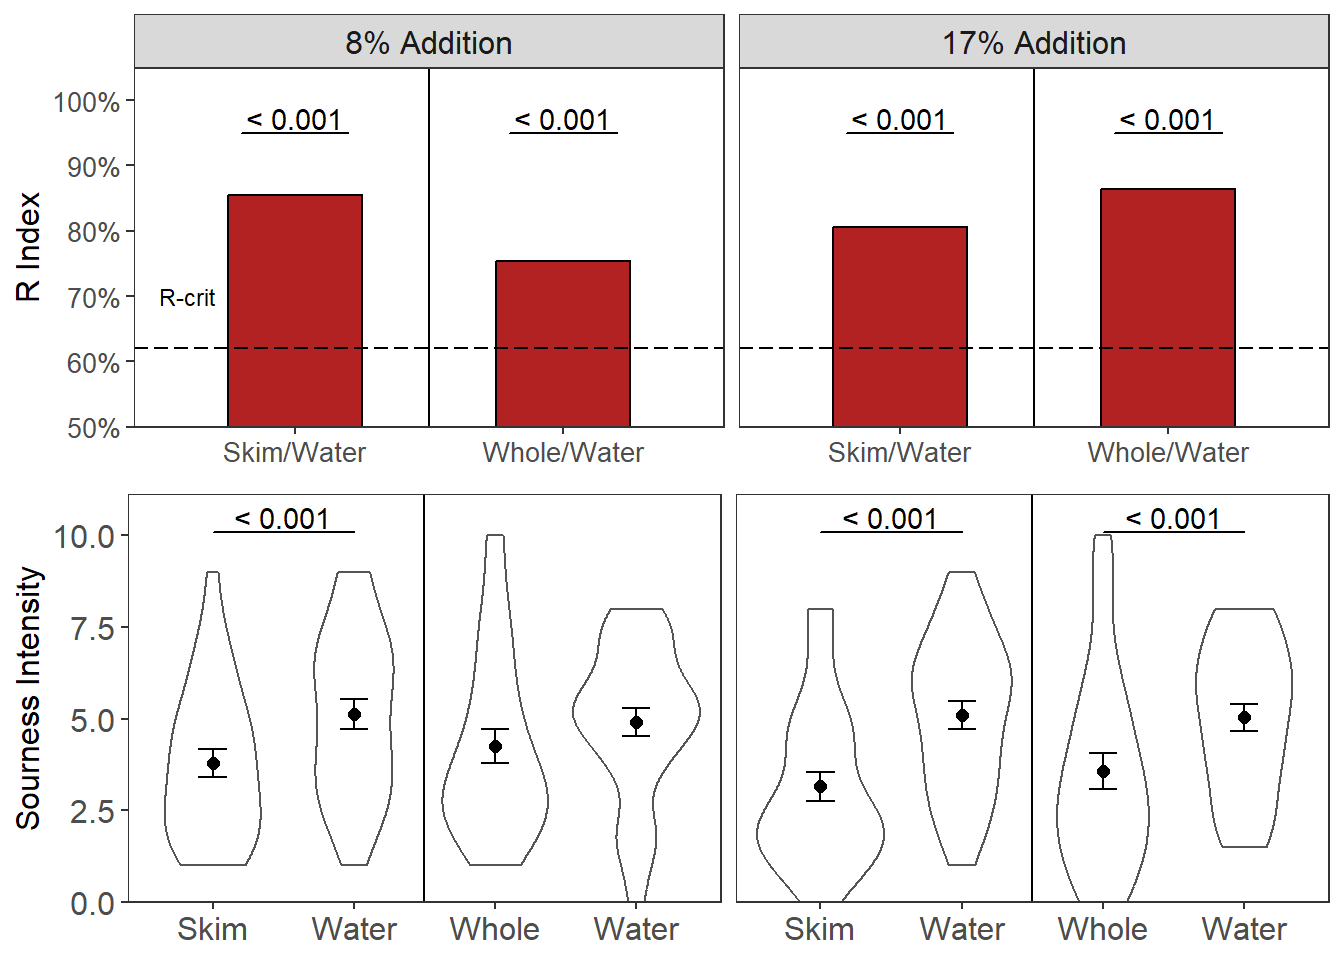 8% Addition
17% Addition
R Index
100%
90%
80%
70%
60%
50%
< 0.001
< 0.001
< 0.001
< 0.001
R-crit
Skim/Water
Whole/Water
Skim/Water
Whole/Water
Sourness Intensity
10.0
7.5
5.0
2.5
0.0
< 0.001
< 0.001
< 0.001
Skim
Water
Whole
Water
Skim
Water
Whole
Water